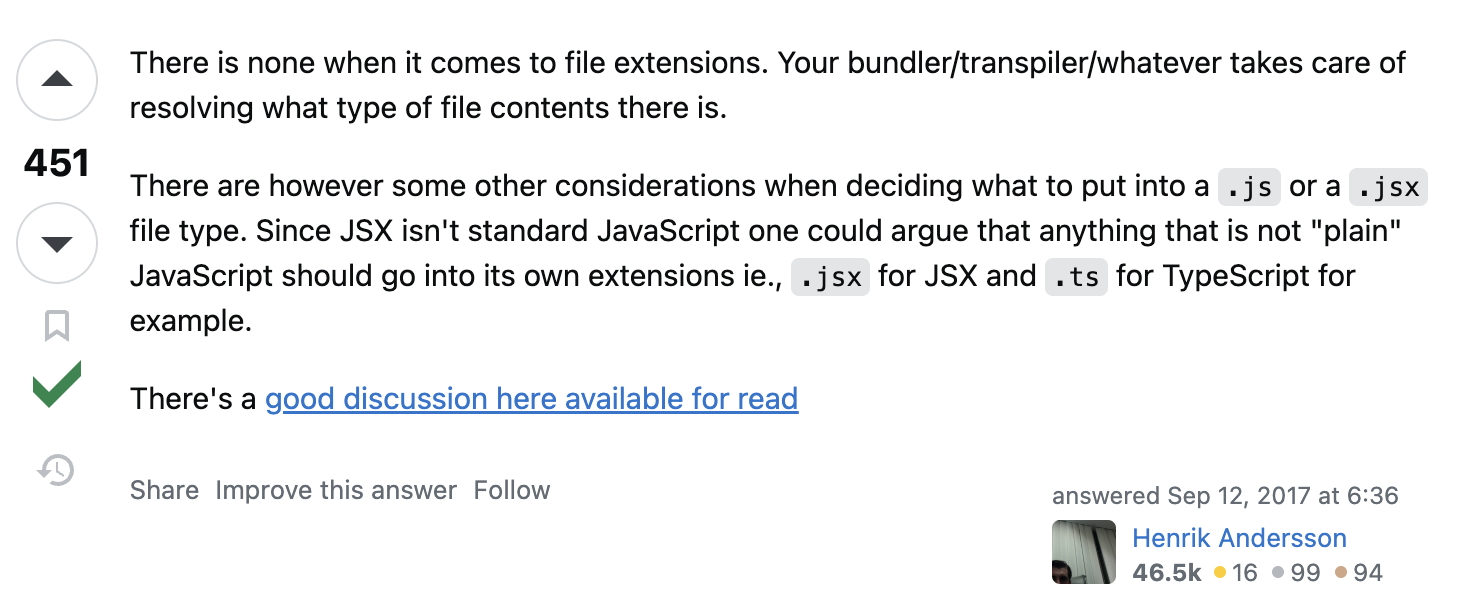 There is none when it comes to file extensions. Your bundler/transpiler/whatever takes care of
resolving what type of file contents there is.
451
There are however some other considerations when deciding what to put into a .js or a .jsx
file type. Since JSX isn't standard JavaScript one could argue that anything that is not "plain"
JavaScript should go into its own extensions ie., .jsx for JSX and .ts for TypeScript for
example.
There's a good discussion here available for read
Share Improve this answer Follow
answered Sep 12, 2017 at 6:36
Henrik Andersson
46.5k 16 99 94